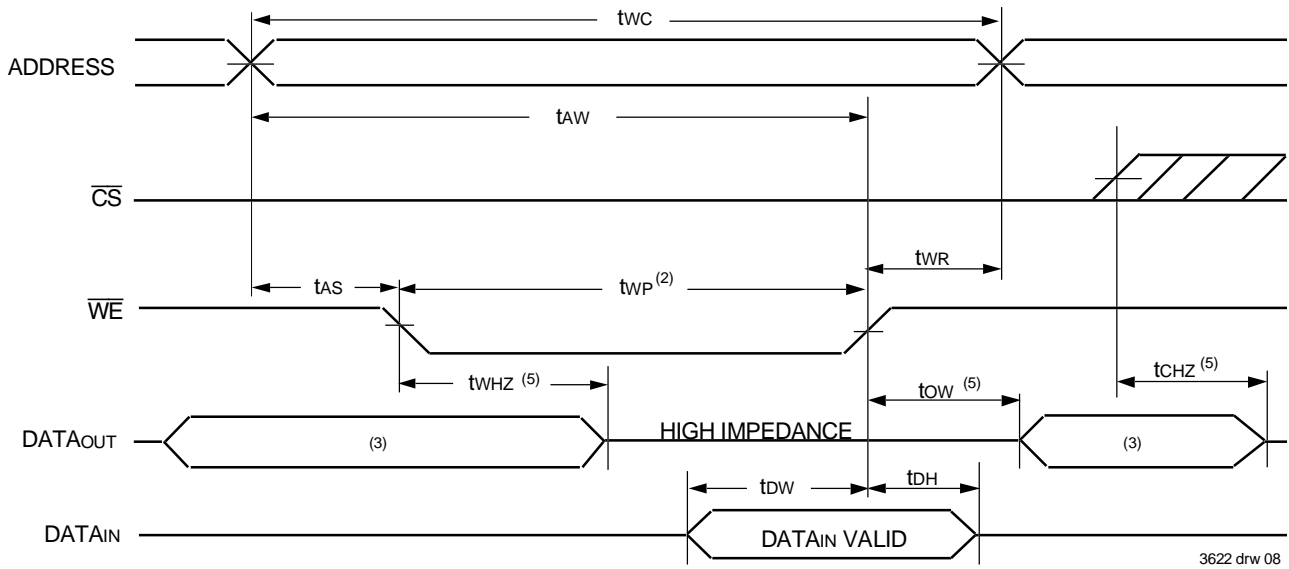 tWC
ADDRESS
tAW
CS
tWR
tAS
tWP (2)
WE
tWHZ (5)
tCHZ (5)
tOW (5)
DATAOUT
(3)
HIGH IMPEDANCE
(3)
tDW
tDH
DATAIN
DATAIN VALID
3622 drw 08